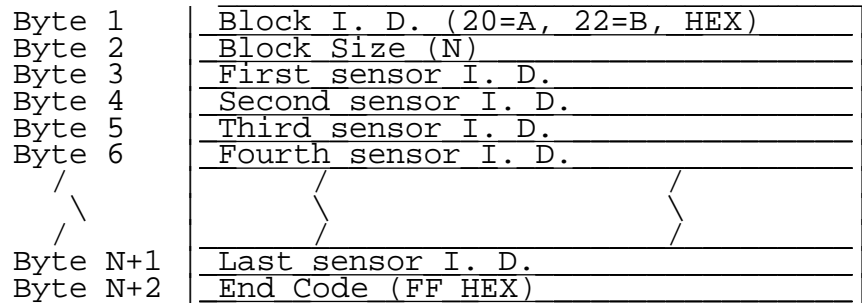 Byte 1 Block I. D. (20=A, 22=B, HEX)
Byte 2 Block Size (N)
Byte 3 First sensor I. D.
Byte 4 Second sensor I. D.
Byte 5 Third sensor I. D.
Byte 6 Fourth sensor I. D.
/ / /
\ \ \
/ / /
Byte N+1 Last sensor I. D.
Byte N+2 End Code (FF HEX)